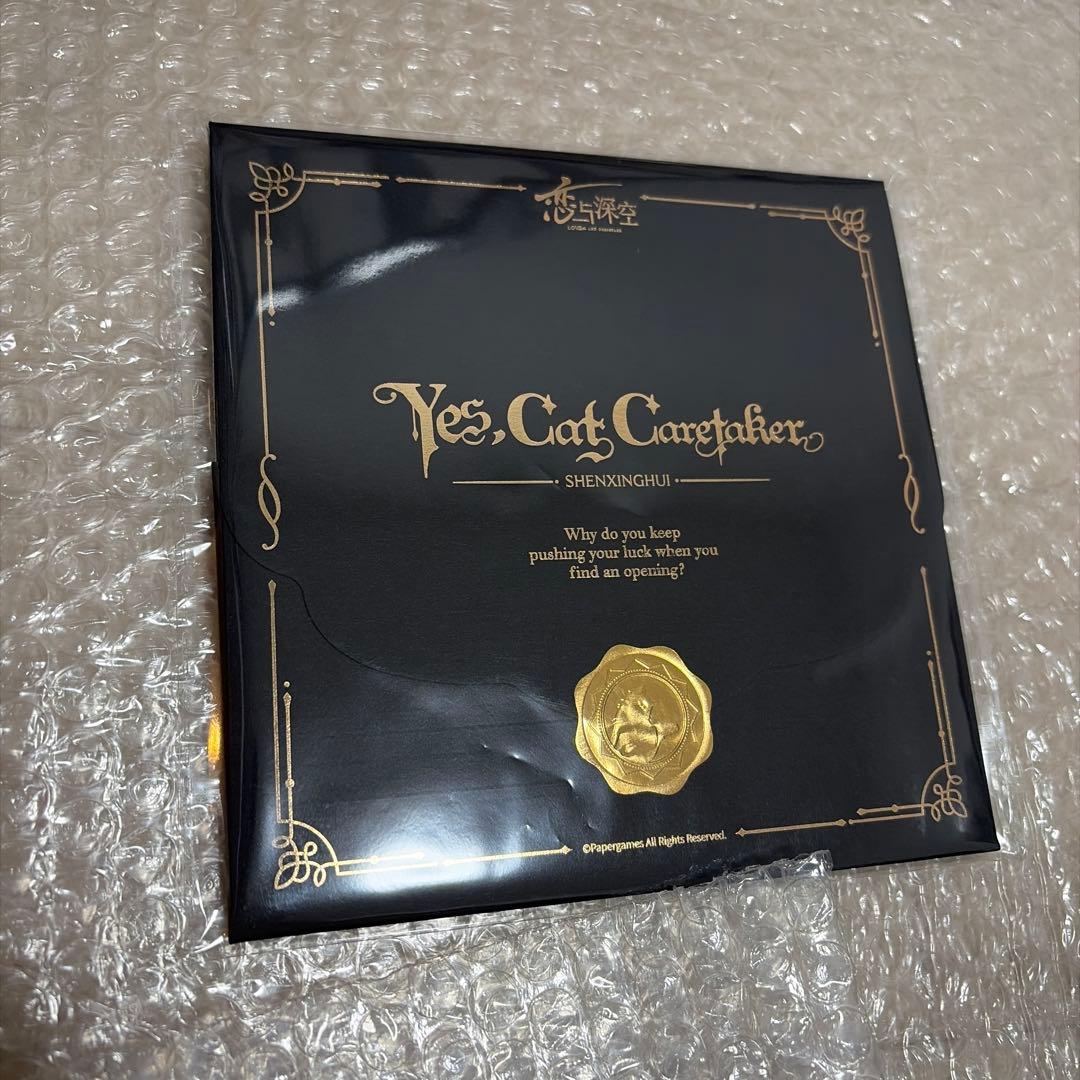 恋与深空
Yes, Cat Caretaker
SHENXINGHUI
Why do you keep
pushing your luck when you
find an opening?
©Papergames All Rights Reserved.